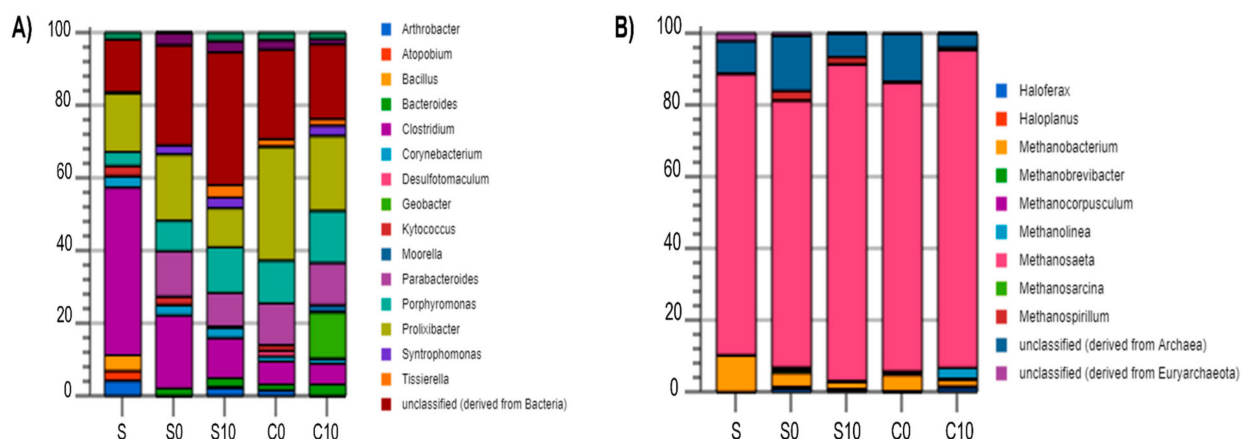 A)
100
80
60
40
20
0
S S0 S10 C0 C10
Arthrobacter
Atopobium
Bacillus
Bacteroides
Clostridium
Corynebacterium
Desulfotomaculum
Geobacter
Kytococcus
Moorella
Parabacteroides
Porphyromonas
Prolixibacter
Syntrophomonas
Tissierella
unclassified (derived from Bacteria)
B)
100
80
60
40
20
0
S S0 S10 C0 C10
Haloferax
Haloplanus
Methanobacterium
Methanobrevibacter
Methanocorpusculum
Methanolinea
Methanosaeta
Methanosarcina
Methanospirillum
unclassified (derived from Archaea)
unclassified (derived from Euryarchaeota)